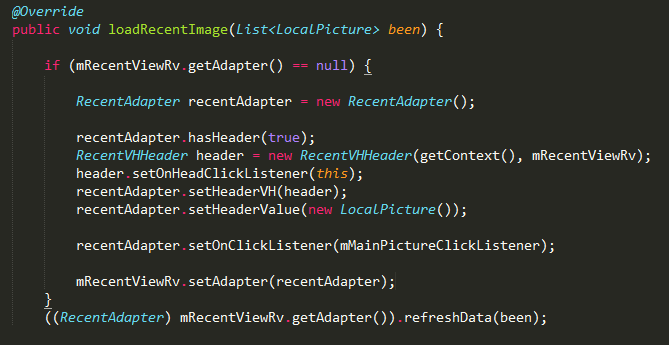 @Override
public void loadRecentImage(List<LocalPicture> been) {
if (mRecentViewRv.getAdapter() == null) {
RecentAdapter recentAdapter = new RecentAdapter();
recentAdapter.hasHeader(true);
RecentVHHeader header = new RecentVHHeader(getContext(), mRecentViewRv);
header.setOnHeadClickListener(this);
recentAdapter.setHeaderVH(header);
recentAdapter.setHeaderValue(new LocalPicture());
recentAdapter.setOnClickListener(mMainPictureClickListener);
mRecentViewRv.setAdapter(recentAdapter);
}
((RecentAdapter) mRecentViewRv.getAdapter()).refreshData(been);